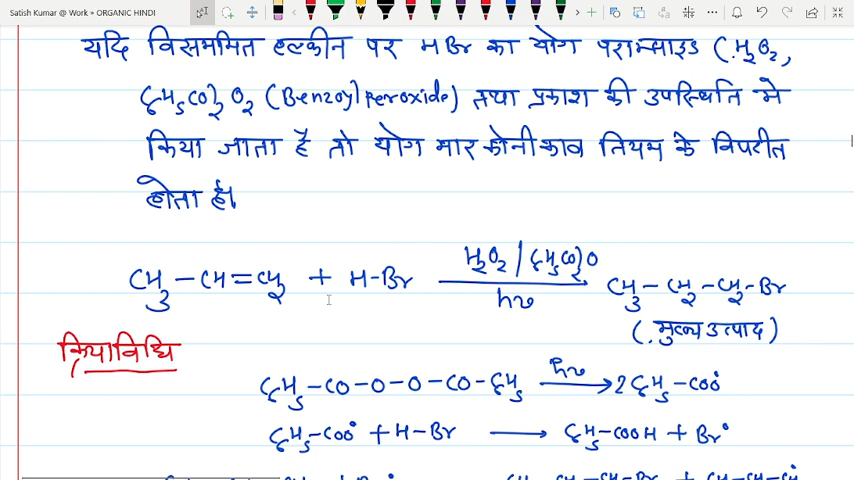 Satish Kumar @ Work » ORGANIC HINDI
यदि विसममित हल्कीन पर HBr का योग पराक्साइड (H₂O₂,
(C₆H₅CO)₂O₂ (Benzoyl Peroxide) तथा प्रकाश की उपस्थिति मे
किया जाता है तो योग मारकोनीकाव नियम के विपरीत
होता है।
CH₃ – CH = CH₂ + H-Br
H₂O₂ / (C₆H₅CO)₂O
hν
CH₃ – CH₂ – CH₂ – Br
(मुख्य उत्पाद)
क्रियाविधि
C₆H₅ – CO – O – O – CO – C₆H₅ hν → 2C₆H₅ – COO•
C₆H₅ – COO• + H – Br → C₆H₅ – COOH + Br•